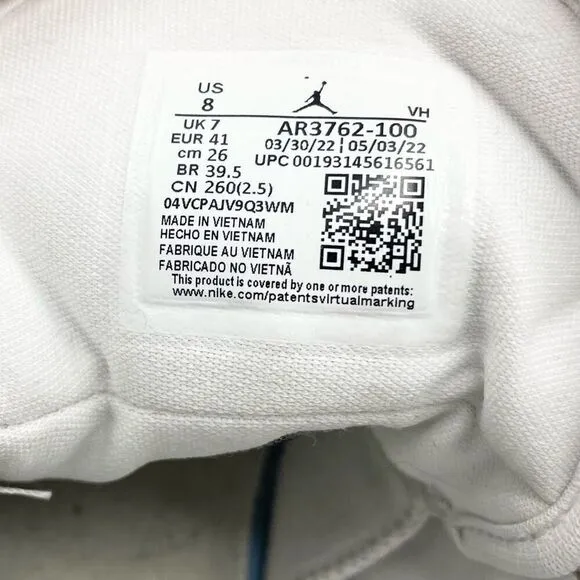 US
8
VH
UK 7
AR3762-100
EUR 41
03/30/22 | 05/03/22
cm 26
UPC 00193145616561
BR 39.5
CN 260(2.5)
04VCPAJV9Q3WM
MADE IN VIETNAM
HECHO EN VIETNAM
FABRIQUE AU VIETNAM
FABRICADO NO VIETNÃ
This product is covered by one or more patents:
www.nike.com/patentsvirtualmarking